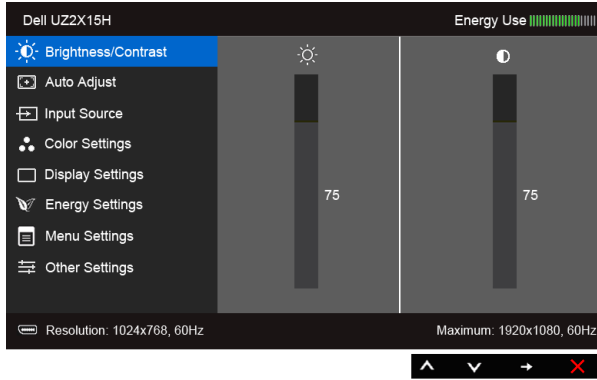 Dell UZ2X15H
Energy Use
Brightness/Contrast
Auto Adjust
Input Source
Color Settings
Display Settings
Energy Settings
Menu Settings
Other Settings
75
75
Resolution: 1024x768, 60Hz
Maximum: 1920x1080, 60Hz